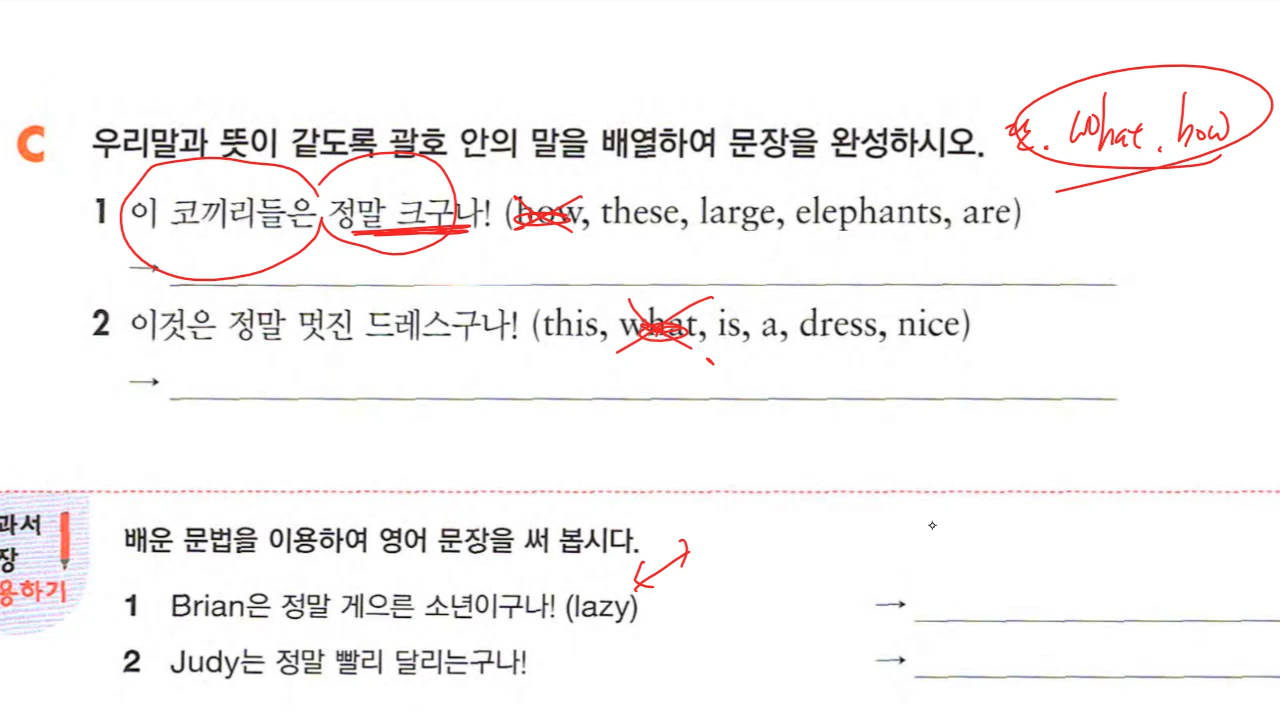 C 우리말과 뜻이 같도록 괄호 안의 말을 배열하여 문장을 완성하시오.
what. how
1 이 코끼리들은 정말 크구나! (how, these, large, elephants, are)
→
2 이것은 정말 멋진 드레스구나! (this, what, is, a, dress, nice)
→
과서
장
용하기
배운 문법을 이용하여 영어 문장을 써 봅시다.
1 Brian은 정말 게으른 소년이구나! (lazy) →
2 Judy는 정말 빨리 달리는구나! →